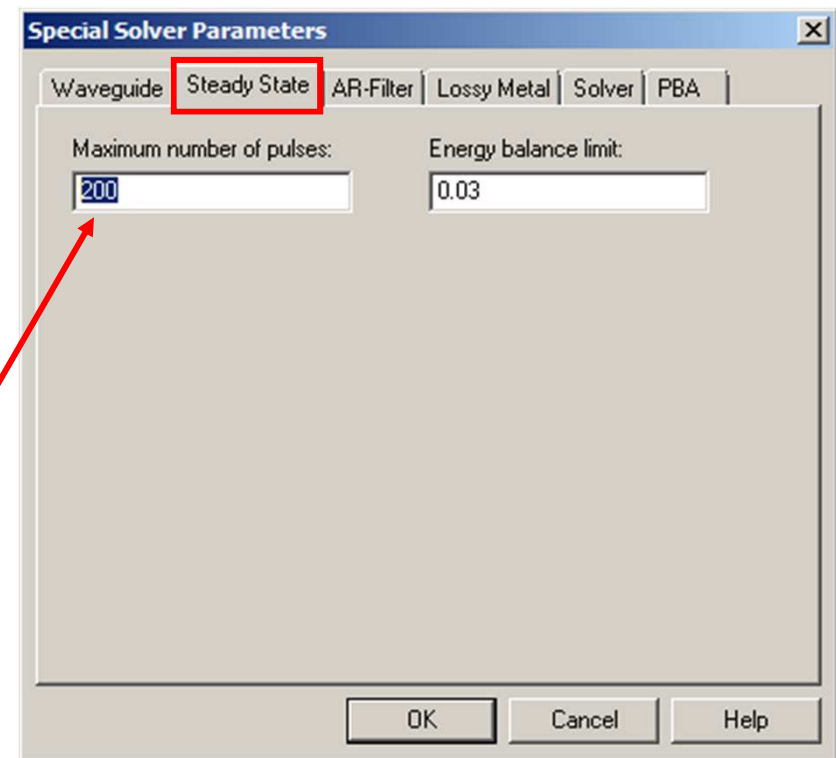 Special Solver Parameters
Waveguide Steady State AR-Filter Lossy Metal Solver PBA
Maximum number of pulses: Energy balance limit:
200 0.03
OK Cancel Help